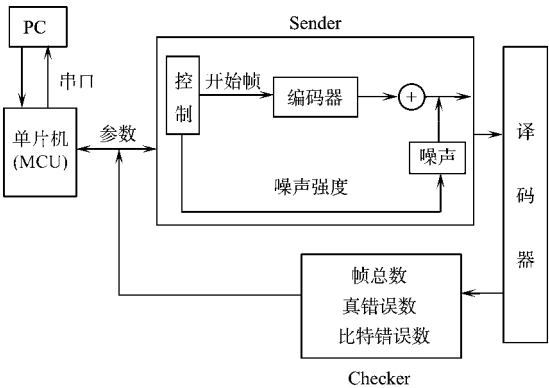 PC
串口
单片机
(MCU)
参数
Sender
控
制
开始帧
编码器
+
噪声
噪声强度
译
码
器
帧总数
真错误数
比特错误数
Checker